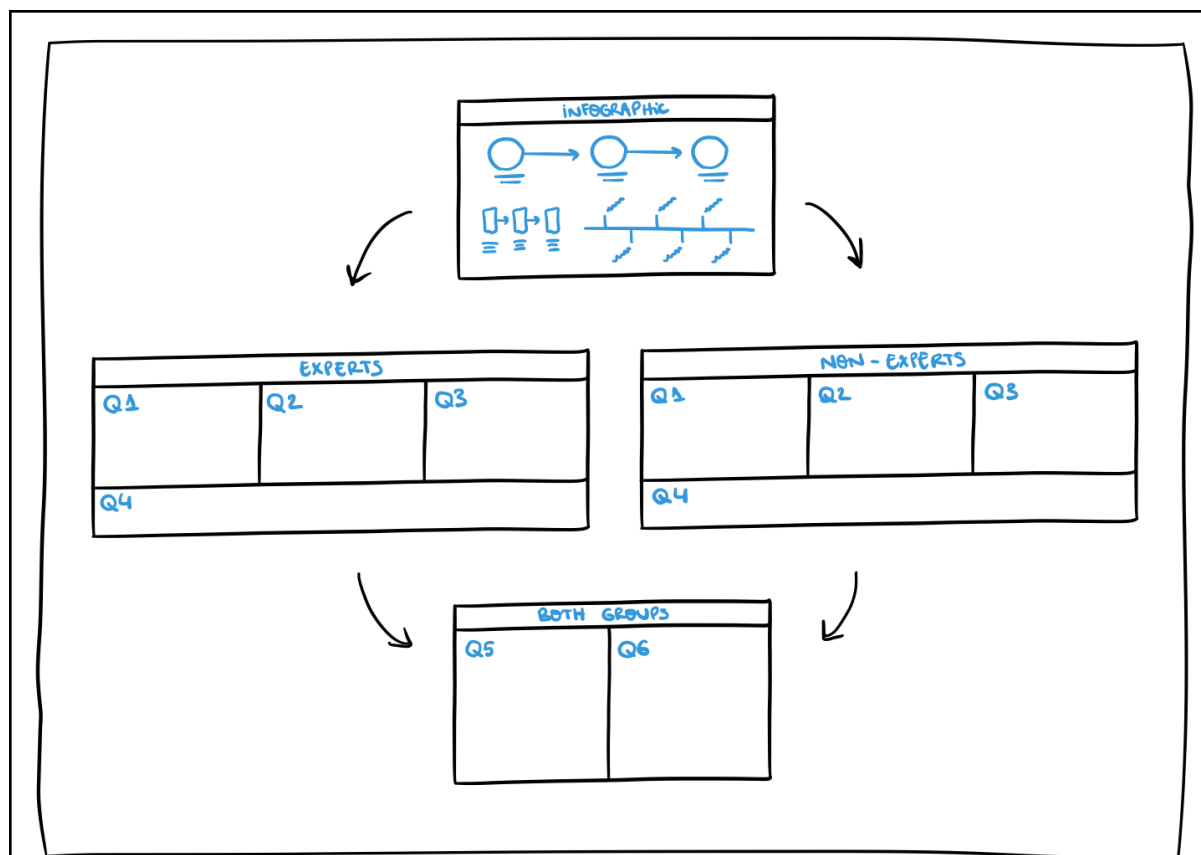 INFOGRAPHIC
EXPERTS
Q1 Q2 Q3
Q4
NON - EXPERTS
Q1 Q2 Q3
Q4
BOTH GROUPS
Q5 Q6